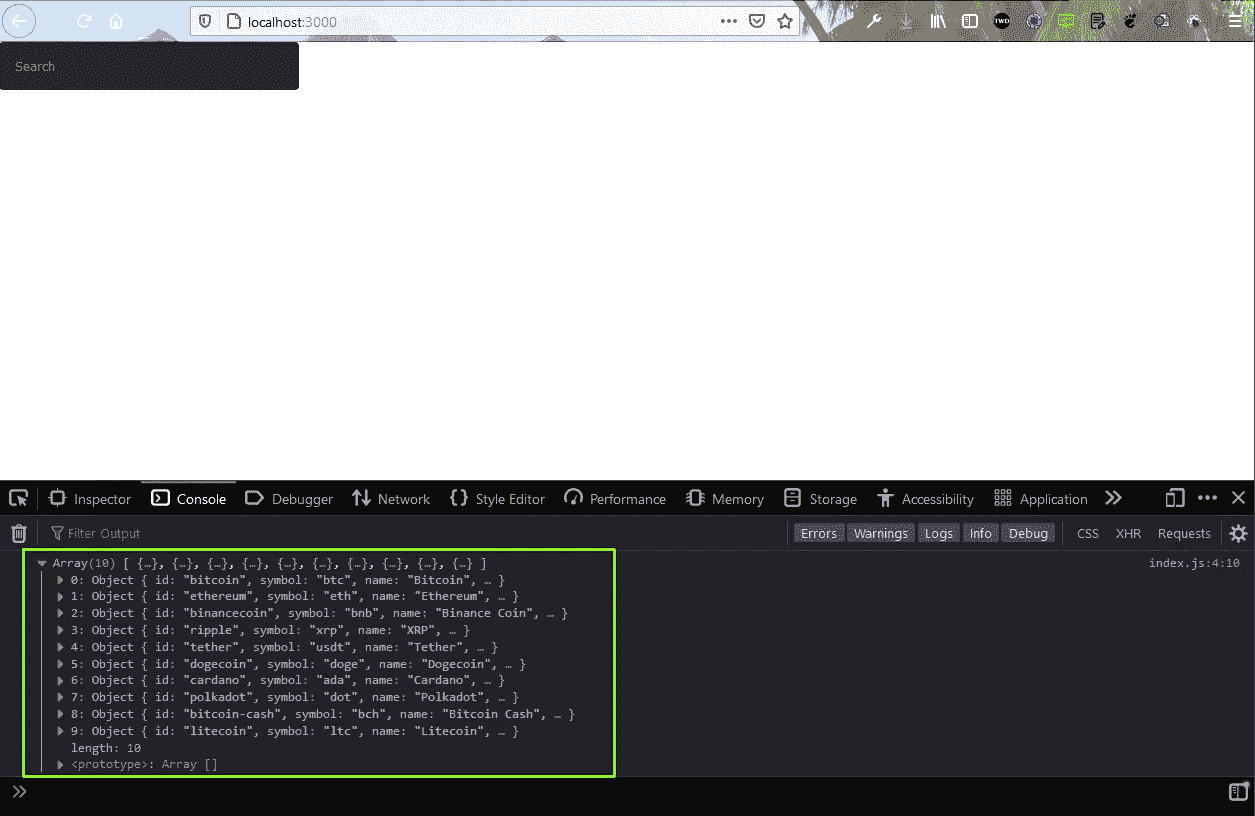 localhost:3000
TWD
Search
Inspector Console Debugger Network Style Editor Performance Memory Storage Accessibility Application
Filter Output Errors Warnings Logs Info Debug CSS XHR Requests
Array(10) [ {…}, {…}, {…}, {…}, {…}, {…}, {…}, {…}, {…}, {…} ] index.js:4:10
0: Object { id: "bitcoin", symbol: "btc", name: "Bitcoin", … }
1: Object { id: "ethereum", symbol: "eth", name: "Ethereum", … }
2: Object { id: "binancecoin", symbol: "bnb", name: "Binance Coin", … }
3: Object { id: "ripple", symbol: "xrp", name: "XRP", … }
4: Object { id: "tether", symbol: "usdt", name: "Tether", … }
5: Object { id: "dogecoin", symbol: "doge", name: "Dogecoin", … }
6: Object { id: "cardano", symbol: "ada", name: "Cardano", … }
7: Object { id: "polkadot", symbol: "dot", name: "Polkadot", … }
8: Object { id: "bitcoin-cash", symbol: "bch", name: "Bitcoin Cash", … }
9: Object { id: "litecoin", symbol: "ltc", name: "Litecoin", … }
length: 10
<prototype>: Array []